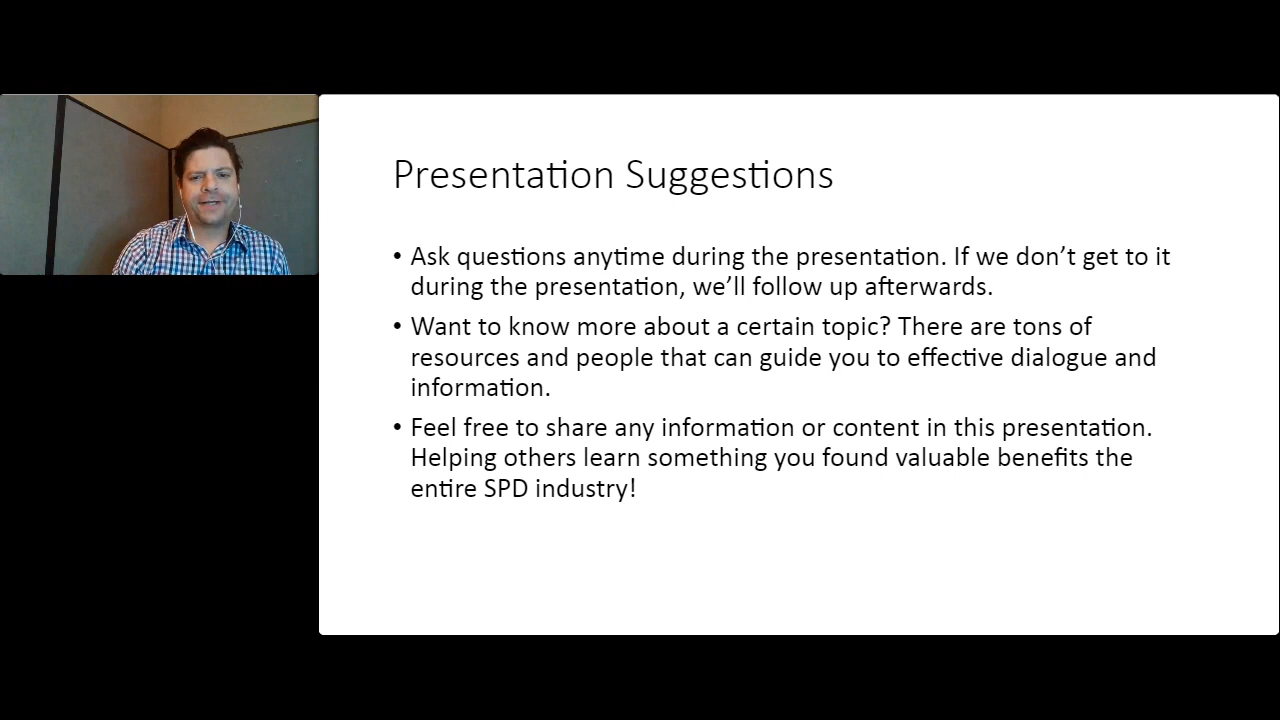 Presentation Suggestions
• Ask questions anytime during the presentation. If we don’t get to it
during the presentation, we’ll follow up afterwards.
• Want to know more about a certain topic? There are tons of
resources and people that can guide you to effective dialogue and
information.
• Feel free to share any information or content in this presentation.
Helping others learn something you found valuable benefits the
entire SPD industry!